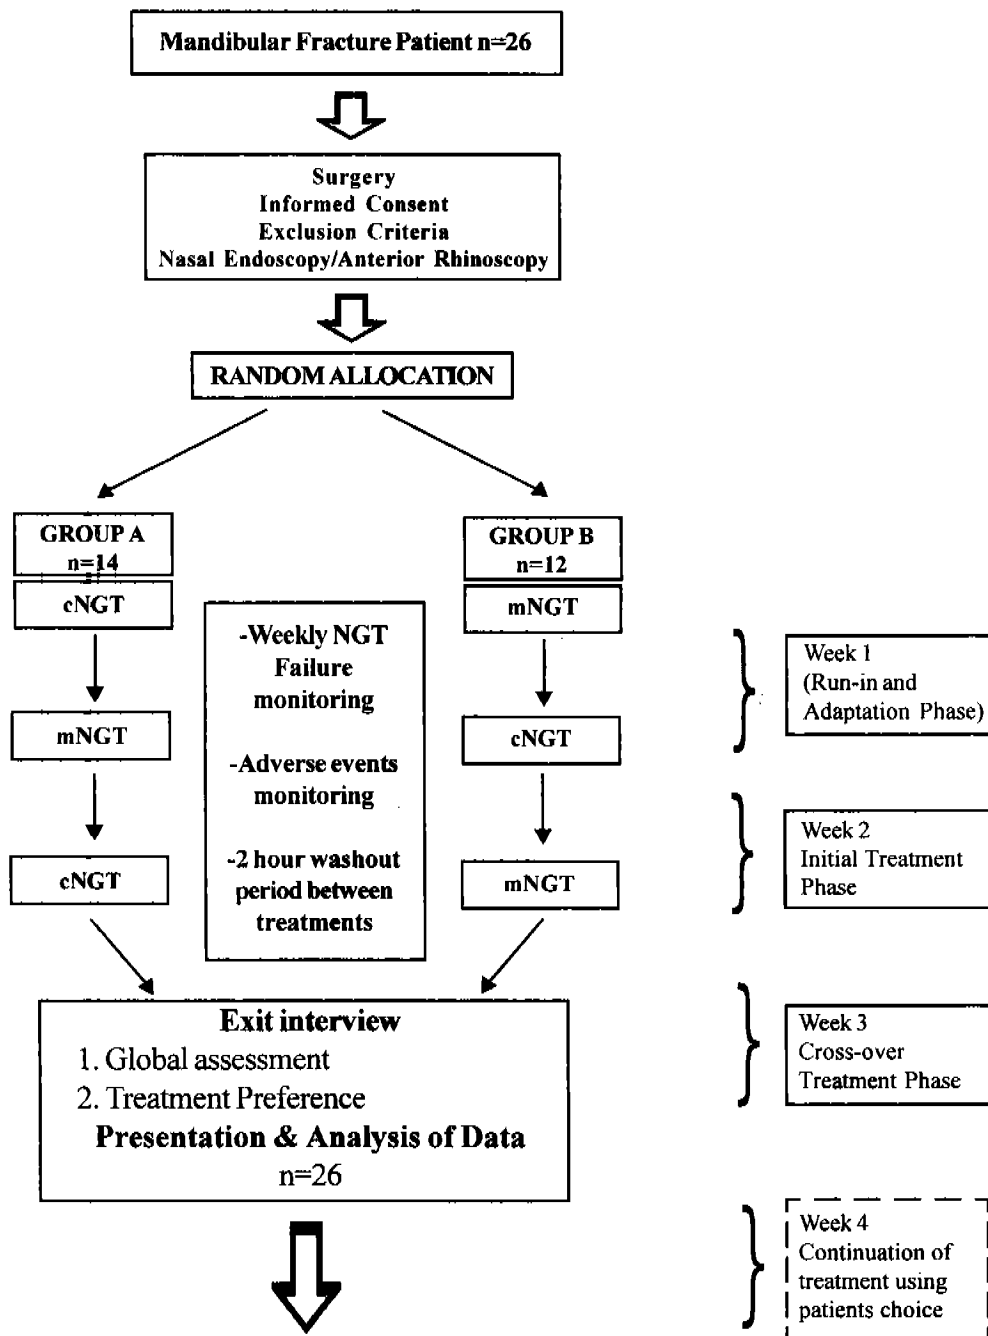 Mandibular Fracture Patient n=26
Surgery
Informed Consent
Exclusion Criteria
Nasal Endoscopy/Anterior Rhinoscopy
RANDOM ALLOCATION
GROUP A
n=14
cNGT
mNGT
cNGT
-Weekly NGT
Failure
monitoring
-Adverse events
monitoring
-2 hour washout
period between
treatments
GROUP B
n=12
mNGT
cNGT
mNGT
Week 1
(Run-in and
Adaptation Phase)
Week 2
Initial Treatment
Phase
Week 3
Cross-over
Treatment Phase
Week 4
Continuation of
treatment using
patients choice
Exit interview
1. Global assessment
2. Treatment Preference
Presentation & Analysis of Data
n=26